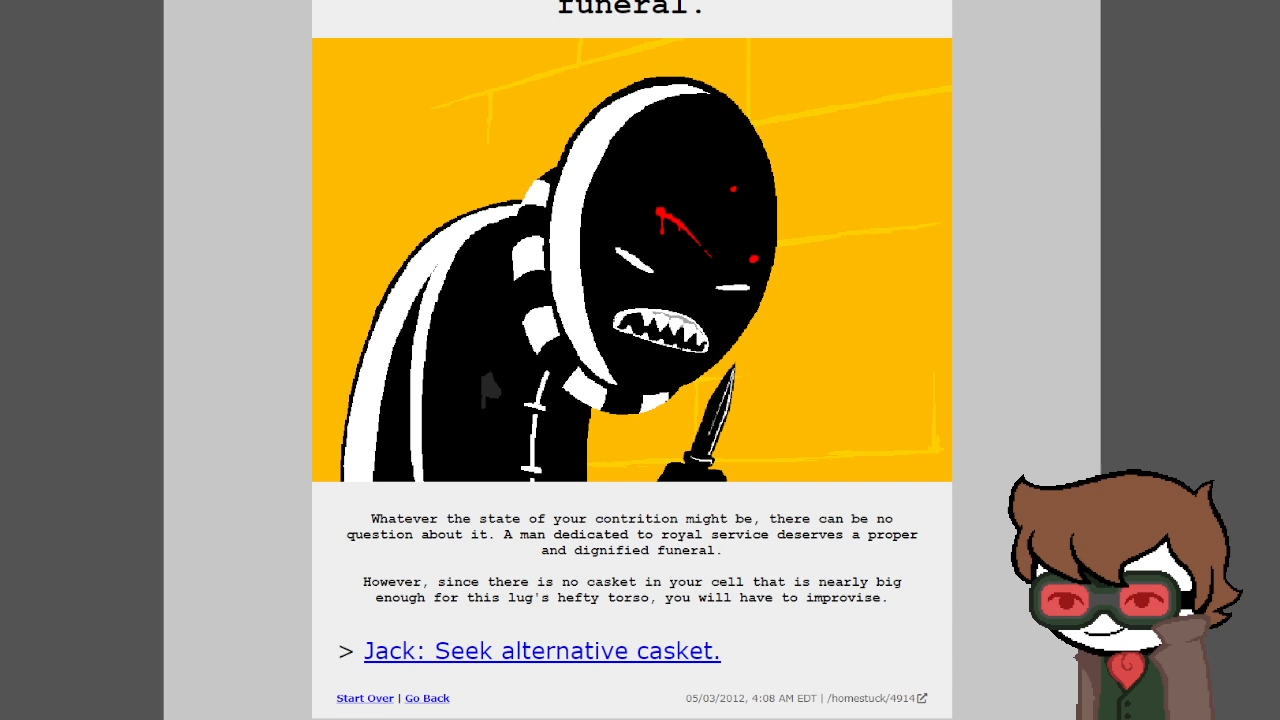 funeral.
Whatever the state of your contrition might be, there can be no
question about it. A man dedicated to royal service deserves a proper
and dignified funeral.
However, since there is no casket in your cell that is nearly big
enough for this lug's hefty torso, you will have to improvise.
> Jack: Seek alternative casket.
Start Over | Go Back
05/03/2012, 4:08 AM EDT | /homestuck/4914